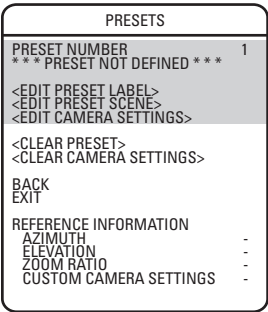 PRESETS
PRESET NUMBER 1
* * * PRESET NOT DEFINED * * *
<EDIT PRESET LABEL>
<EDIT PRESET SCENE>
<EDIT CAMERA SETTINGS>
<CLEAR PRESET>
<CLEAR CAMERA SETTINGS>
BACK
EXIT
REFERENCE INFORMATION
AZIMUTH -
ELEVATION -
ZOOM RATIO -
CUSTOM CAMERA SETTINGS -